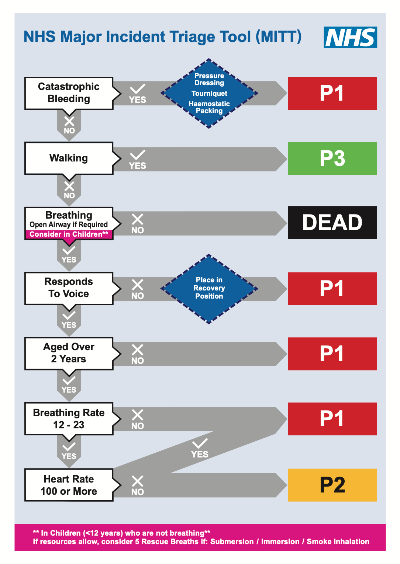 NHS Major Incident Triage Tool (MITT)
NHS
Catastrophic
Bleeding
YES
Pressure
Dressing
Tourniquet
Haemostatic
Packing
P1
NO
Walking
YES
P3
NO
Breathing
Open Airway if Required
Consider in Children**
NO
DEAD
YES
Responds
To Voice
NO
Place in
Recovery
Position
P1
YES
Aged Over
2 Years
NO
P1
YES
Breathing Rate
12 - 23
NO
P1
YES
YES
Heart Rate
100 or More
NO
P2
** In Children (<12 years) who are not breathing**
If resources allow, consider 5 Rescue Breaths if: Submersion / Immersion / Smoke Inhalation